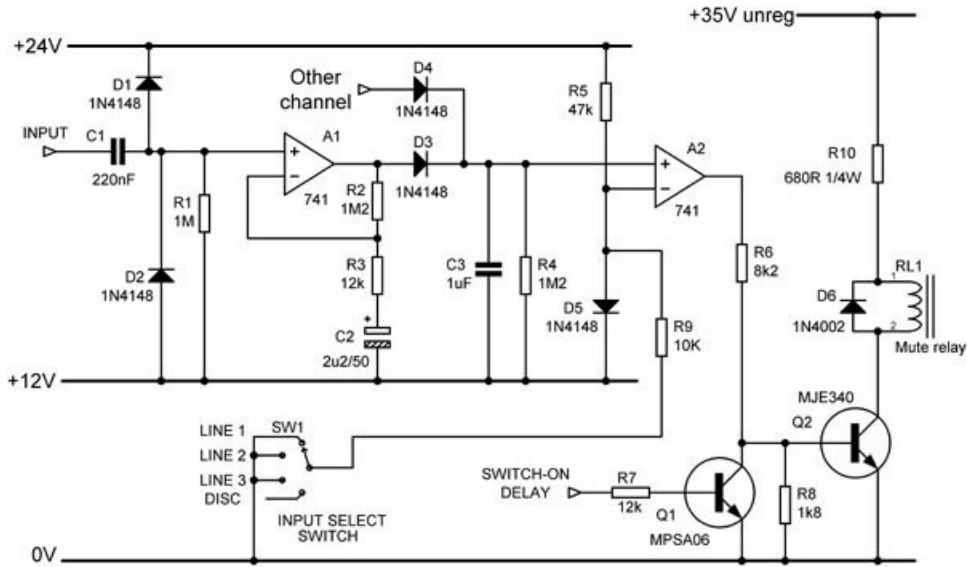 +35V unreg
+24V
D1
1N4148
Other
channel
D4
1N4148
R5
47k
INPUT
C1
220nF
A1
741
D3
1N4148
A2
741
R10
680R 1/4W
R1
1M
R2
1M2
R3
12k
D2
1N4148
C2
2u2/50
C3
1uF
R4
1M2
D5
1N4148
R9
10K
R6
8k2
RL1
D6
1N4002
1
2
Mute relay
+12V
MJE340
Q2
LINE 1
SW1
LINE 2
LINE 3
DISC
INPUT SELECT
SWITCH
SWITCH-ON
DELAY
R7
12k
Q1
MPSA06
R8
1k8
0V